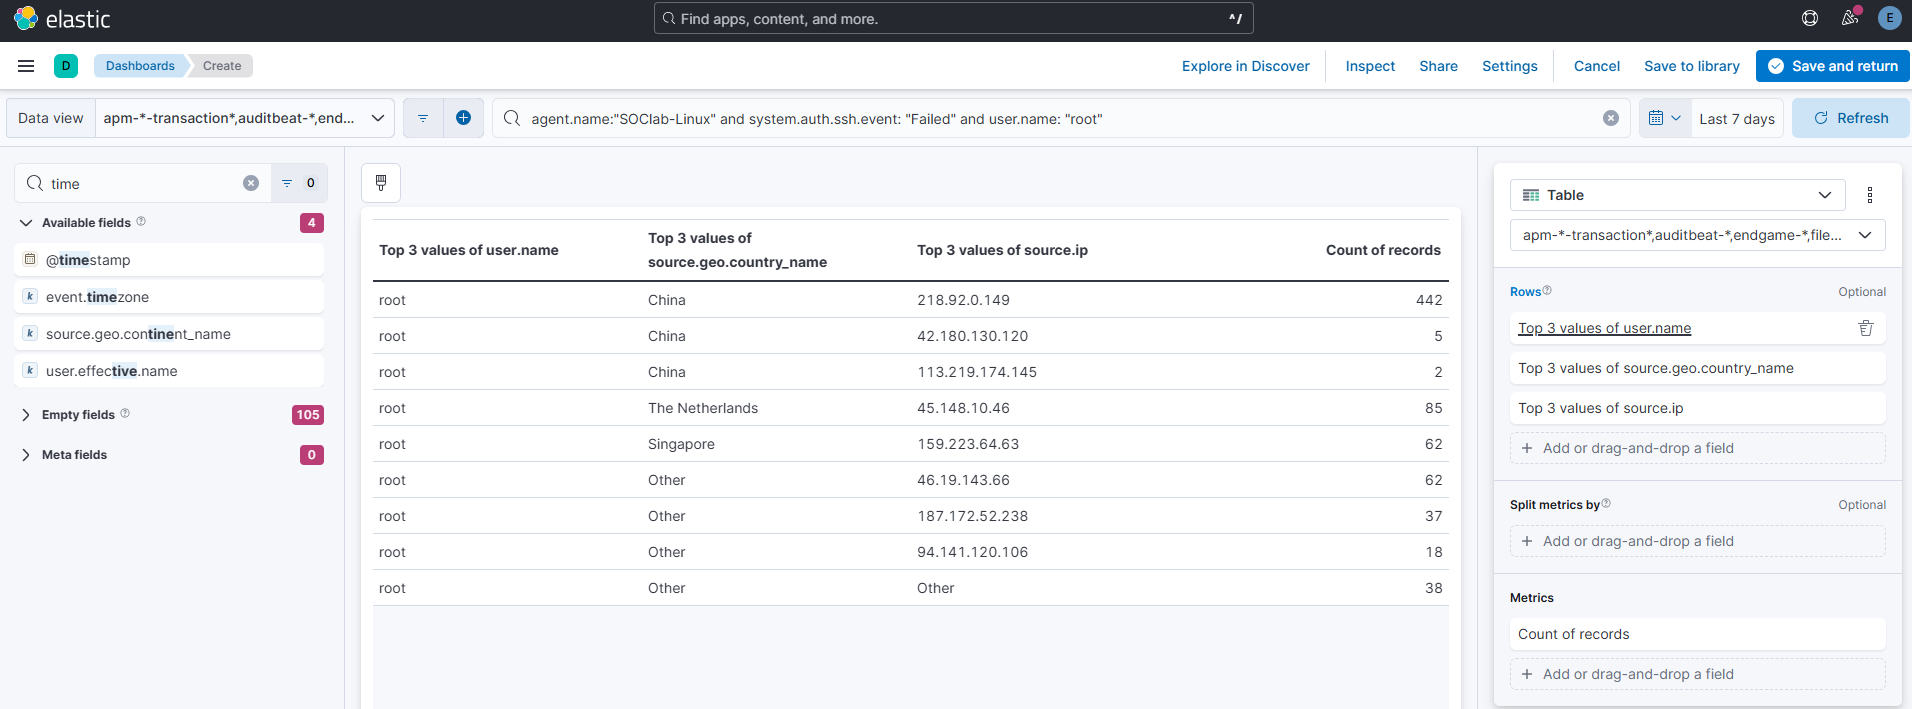 elastic
Find apps, content, and more.
^/
E
D
Dashboards
Create
Explore in Discover
Inspect
Share
Settings
Cancel
Save to library
Save and return
Data view
apm-*-transaction*,auditbeat-*,end...
agent.name:"SOClab-Linux" and system.auth.ssh.event: "Failed" and user.name: "root"
Last 7 days
Refresh
time
0
Available fields
4
@timestamp
k event.timezone
k source.geo.continent_name
k user.effective.name
Empty fields
105
Meta fields
0
Top 3 values of user.name
Top 3 values of
source.geo.country_name
Top 3 values of source.ip
Count of records
root China 218.92.0.149 442
root China 42.180.130.120 5
root China 113.219.174.145 2
root The Netherlands 45.148.10.46 85
root Singapore 159.223.64.63 62
root Other 46.19.143.66 62
root Other 187.172.52.238 37
root Other 94.141.120.106 18
root Other Other 38
Table
apm-*-transaction*,auditbeat-*,endgame-*,file...
Rows
Optional
Top 3 values of user.name
Top 3 values of source.geo.country_name
Top 3 values of source.ip
Add or drag-and-drop a field
Split metrics by
Optional
Add or drag-and-drop a field
Metrics
Count of records
Add or drag-and-drop a field